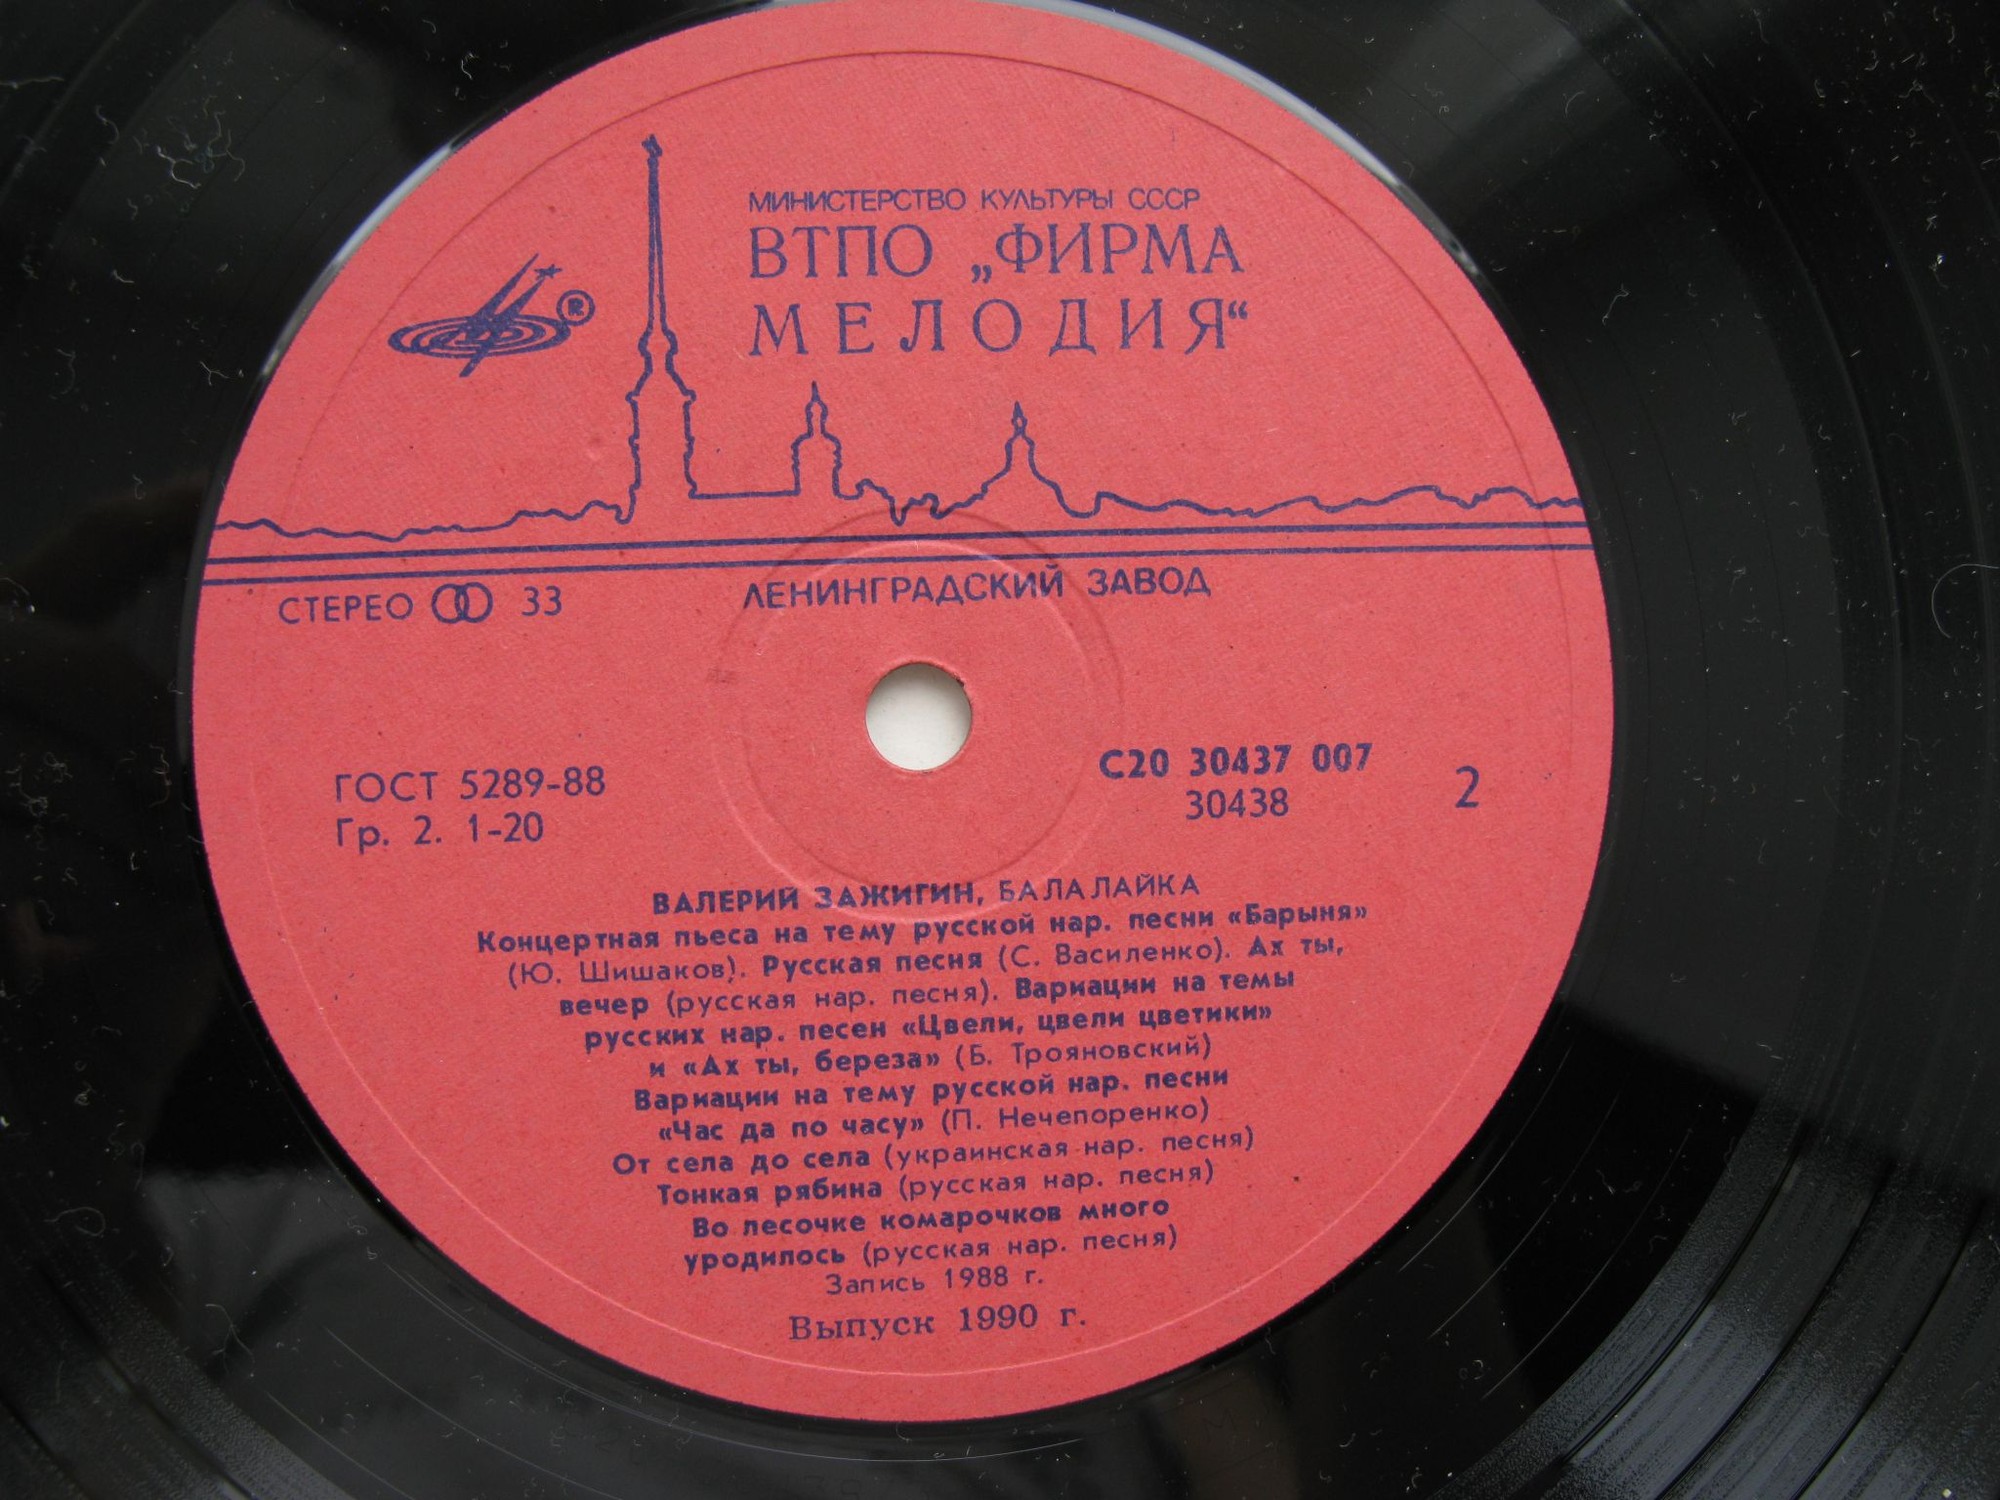 МИНИСТЕРСТВО КУЛЬТУРЫ СССР
ВТПО „ФИРМА
МЕЛОДИЯ“
®
СТЕРЕО 33
ЛЕНИНГРАДСКИЙ ЗАВОД
ГОСТ 5289-88
Гр. 2. 1-20
С20 30437 007
30438
2
ВАЛЕРИЙ ЗАЖИГИН, БАЛАЛАЙКА
Концертная пьеса на тему русской нар. песни «Барыня»
(Ю. Шишаков). Русская песня (С. Василенко). Ах ты,
вечер (русская нар. песня). Вариации на темы
русских нар. песен «Цвели, цвели цветики»
и «Ах ты, береза» (Б. Трояновский)
Вариации на тему русской нар. песни
«Час да по часу» (П. Нечепоренко)
От села до села (украинская нар. песня)
Тонкая рябина (русская нар. песня)
Во лесочке комарочков много
уродилось (русская нар. песня)
Запись 1988 г.
Выпуск 1990 г.